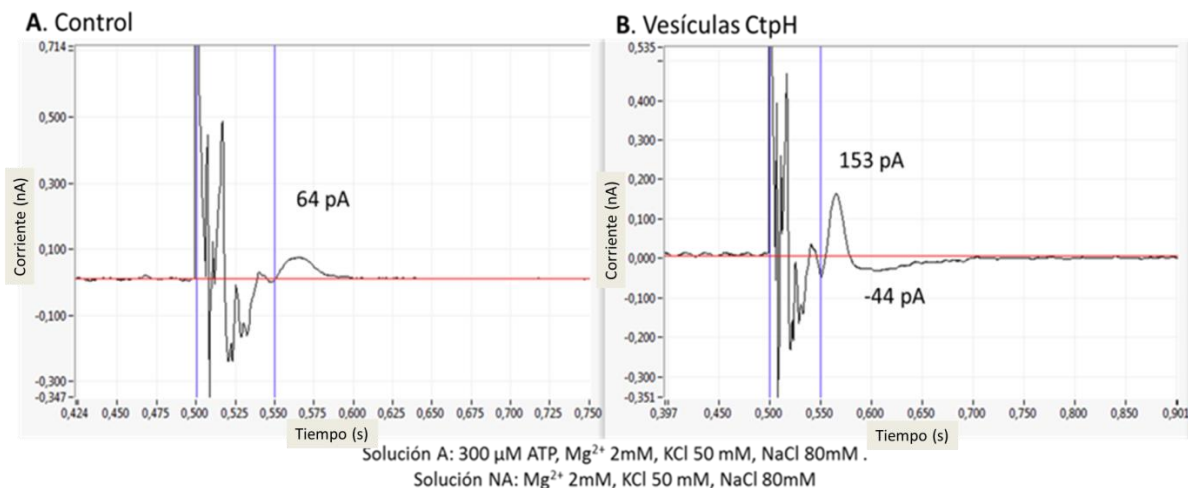 A. Control
0,714
0,500
0,300
0,100
-0,100
-0,300
-0,347
Corriente (nA)
64 pA
0,424 0,450 0,475 0,500 0,525 0,550 0,575 0,600 0,625 0,650 0,675 0,700 0,725 0,750
Tiempo (s)
B. Vesículas CtpH
0,535
0,400
0,300
0,200
0,100
0,000
-0,100
-0,200
-0,300
-0,351
Corriente (nA)
153 pA
-44 pA
0,397 0,450 0,500 0,550 0,600 0,650 0,700 0,750 0,800 0,850 0,901
Tiempo (s)
Solución A: 300 µM ATP, Mg²⁺ 2mM, KCl 50 mM, NaCl 80mM .
Solución NA: Mg²⁺ 2mM, KCl 50 mM, NaCl 80mM